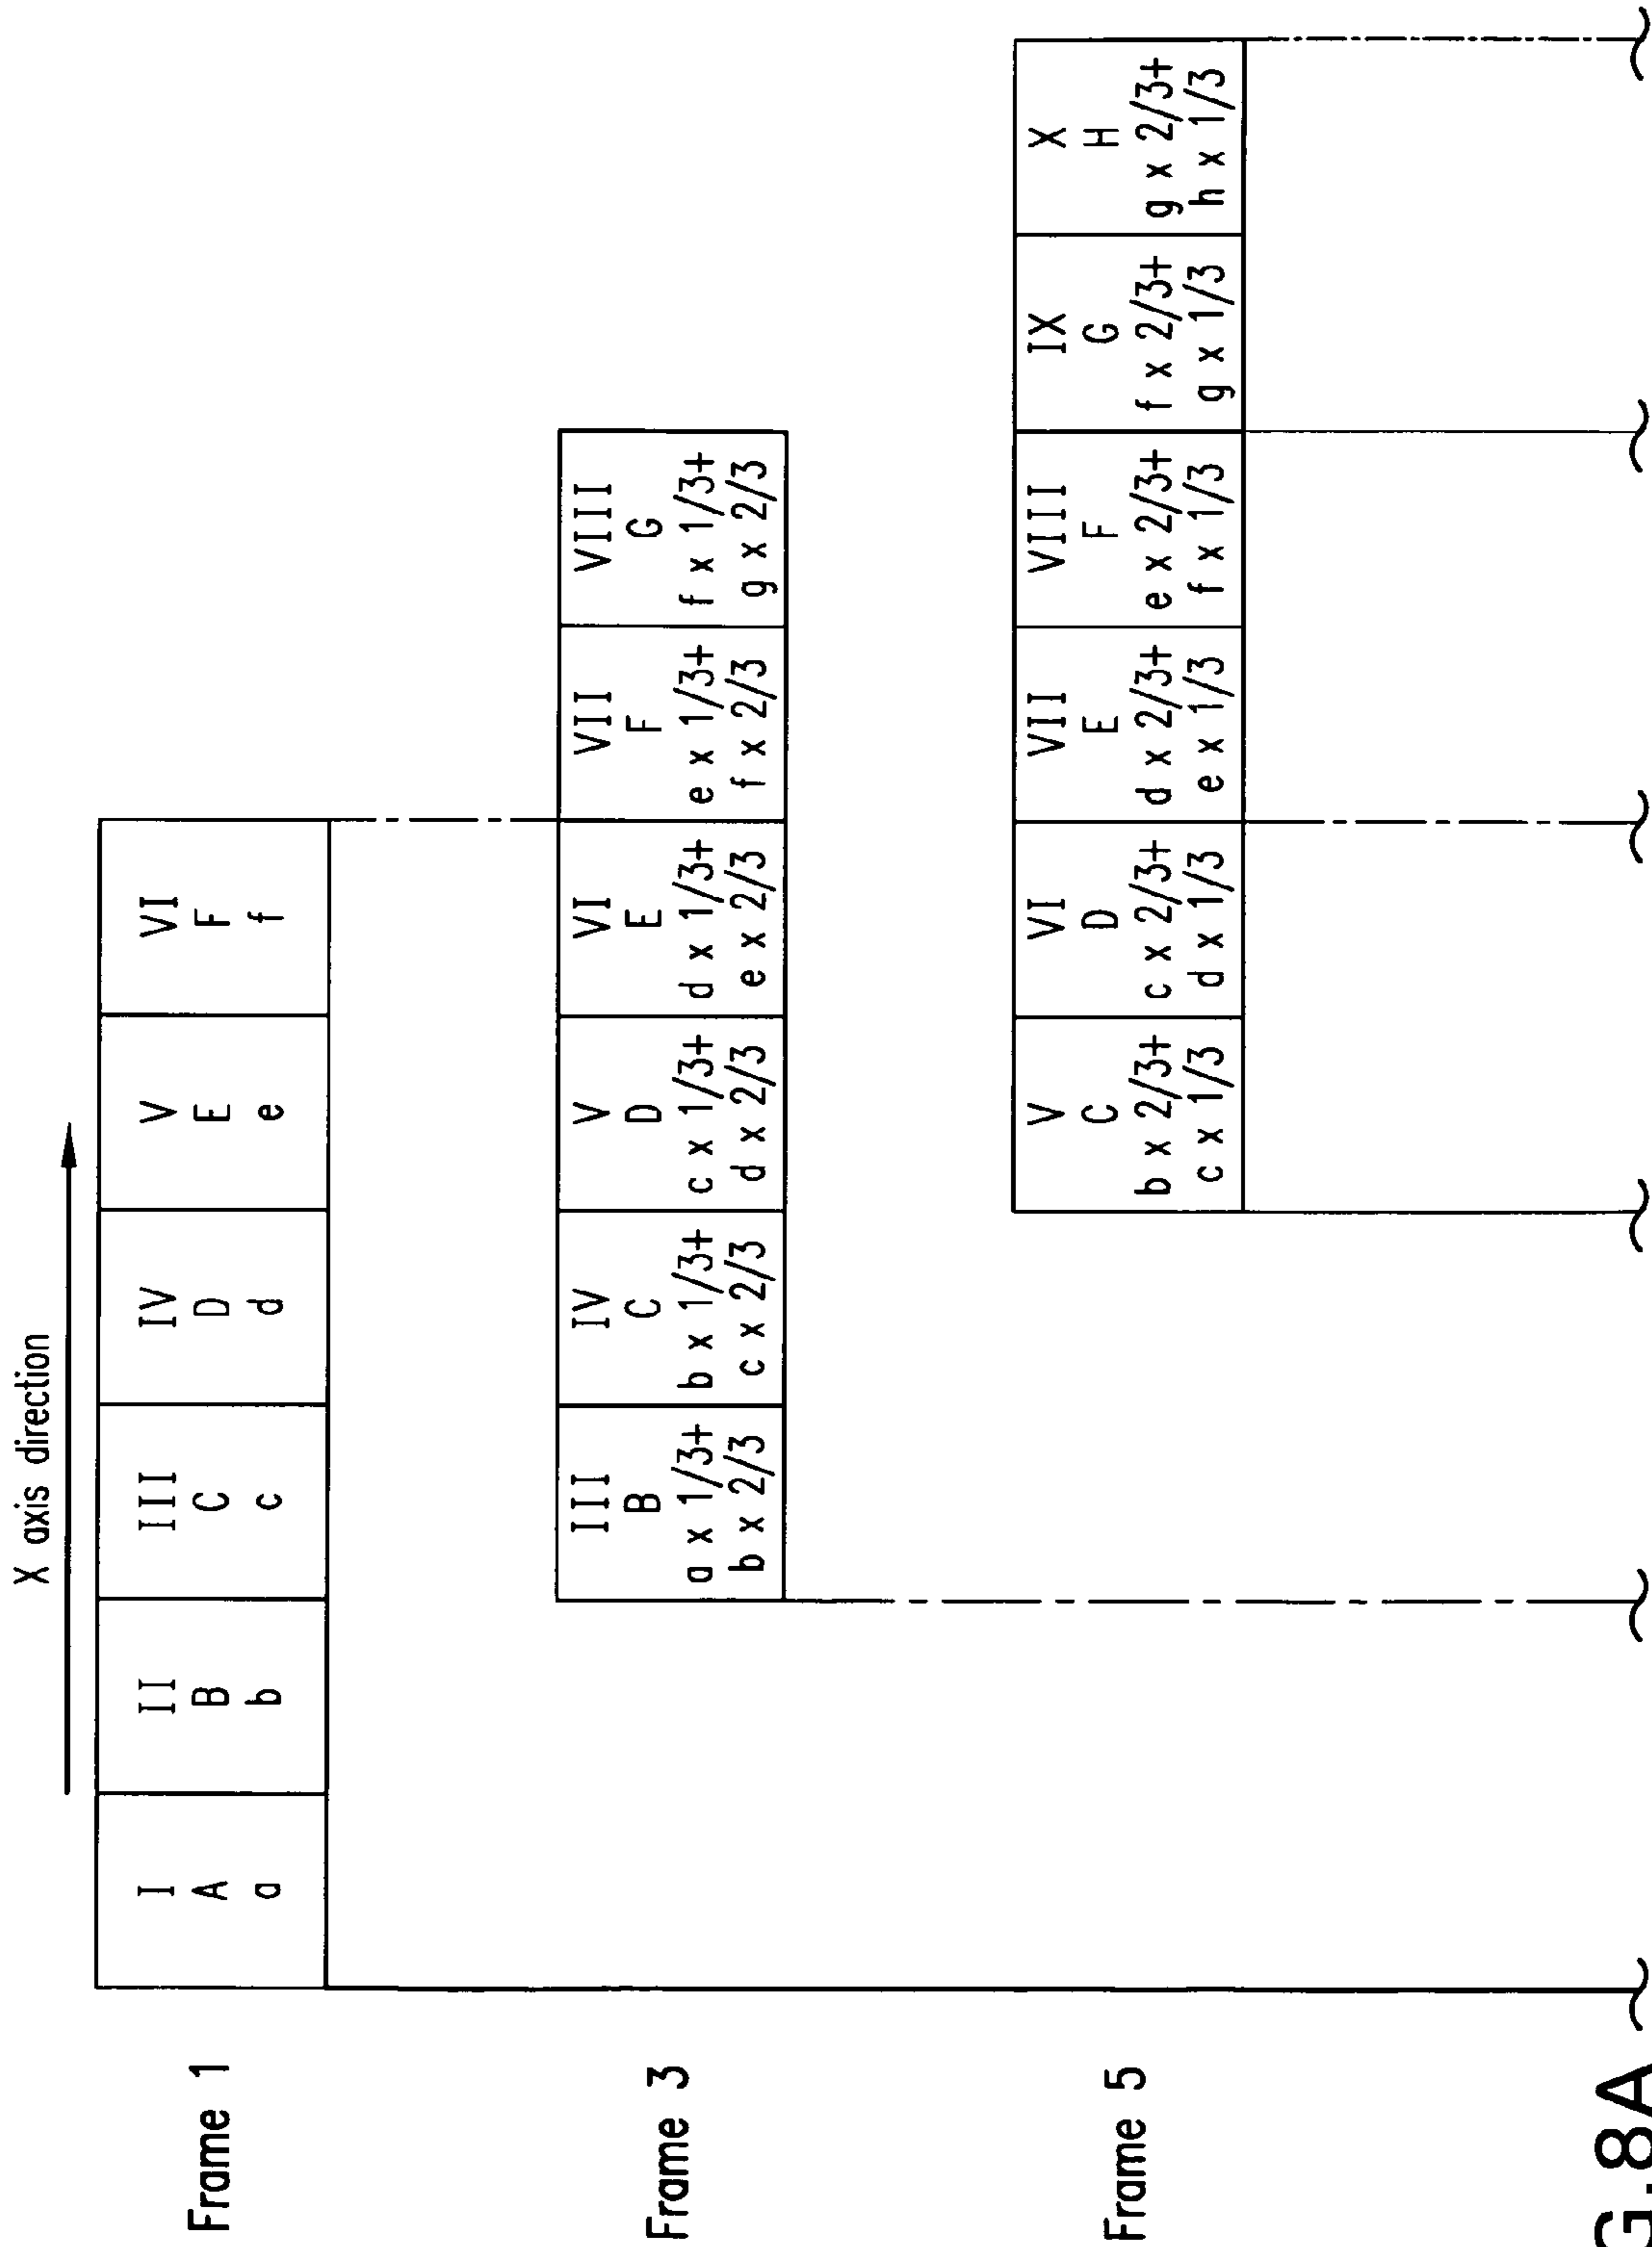 X axis direction
Frame 1
I
A
a
II
B
b
III
C
c
IV
D
d
V
E
e
VI
F
f
Frame 3
III
B
a x 1/3+
b x 2/3
IV
C
b x 1/3+
c x 2/3
V
D
c x 1/3+
d x 2/3
VI
E
d x 1/3+
e x 2/3
VII
F
e x 1/3+
f x 2/3
VIII
G
f x 1/3+
g x 2/3
Frame 5
V
C
b x 2/3+
c x 1/3
VI
D
c x 2/3+
d x 1/3
VII
E
d x 2/3+
e x 1/3
VIII
F
e x 2/3+
f x 1/3
IX
G
f x 2/3+
g x 1/3
X
H
g x 2/3+
h x 1/3
G.8A